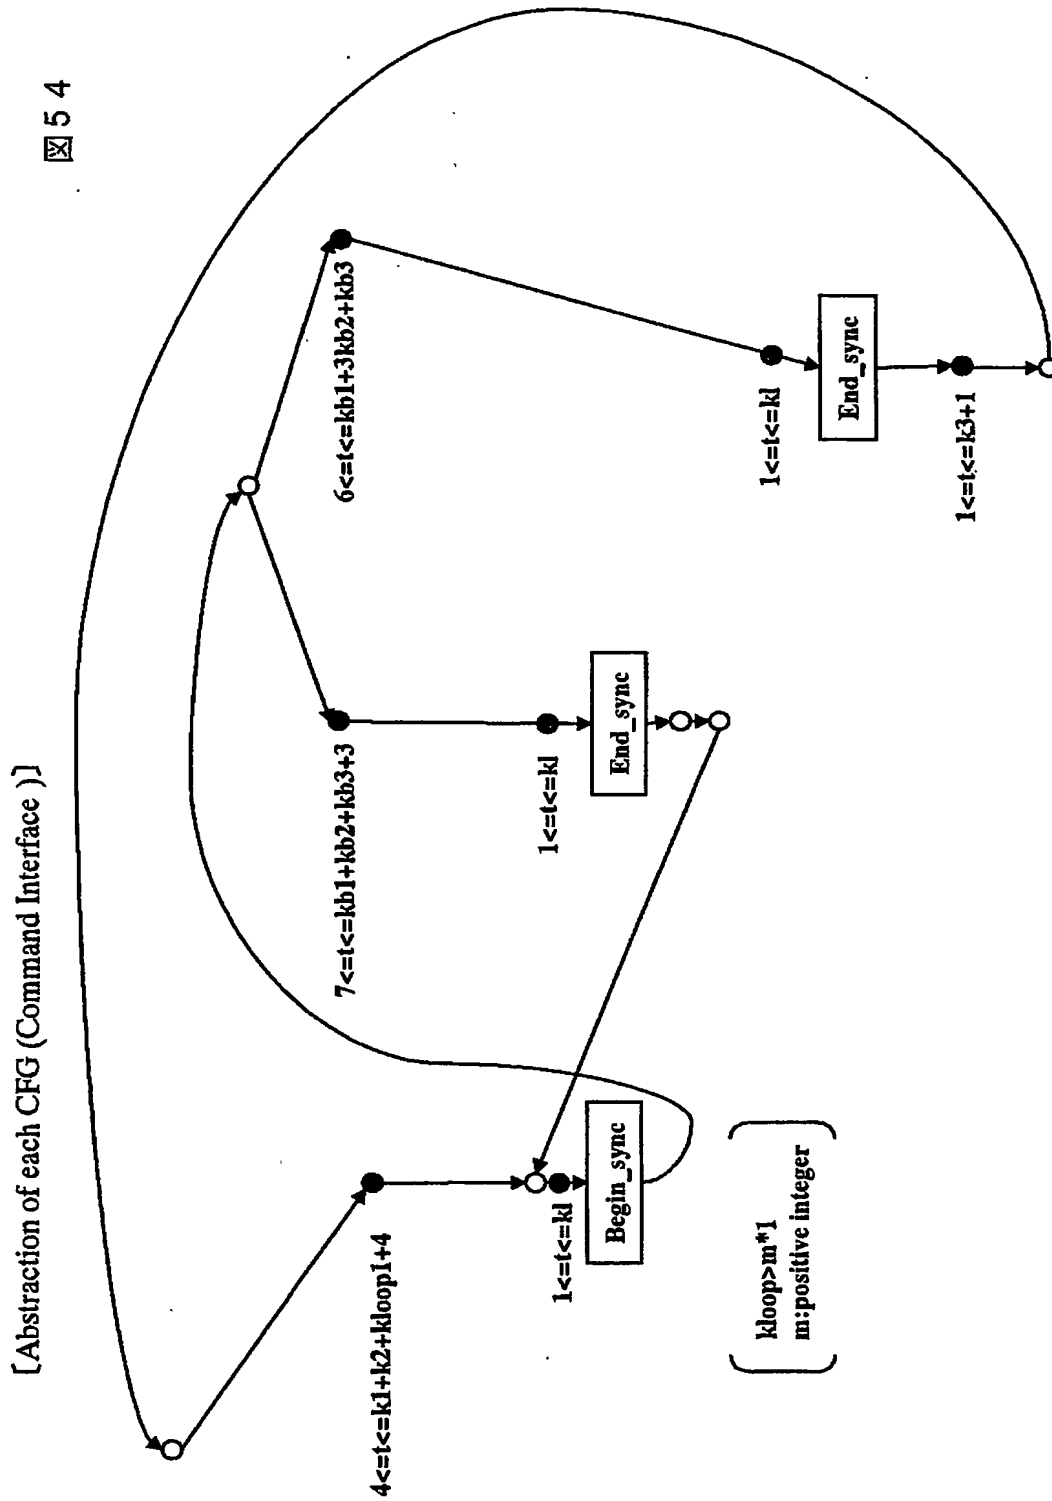 [Abstraction of each CFG (Command Interface )]
図５４
4<=t<=k1+k2+kloop1+4
1<=t<=kl
Begin_sync
kloop>m*1
m:positive integer
7<=t<=kb1+kb2+kb3+3
1<=t<=kl
End_sync
6<=t<=kb1+3kb2+kb3
1<=t<=kl
End_sync
1<=t<=k3+1